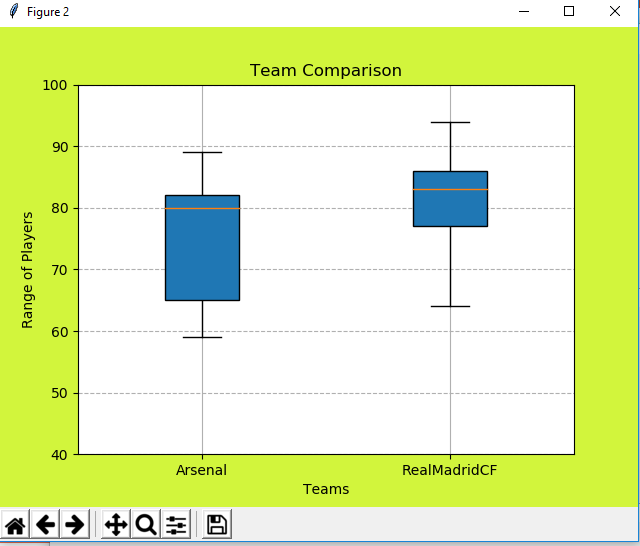 Figure 2
Team Comparison
100
90
80
70
60
50
40
Range of Players
Arsenal RealMadridCF
Teams